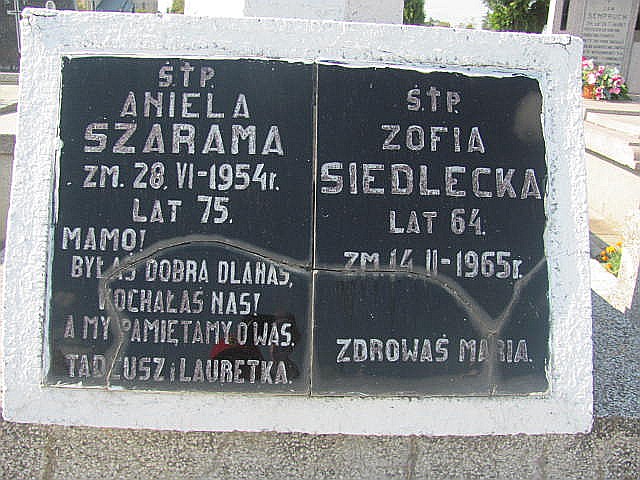 Ś.†P.
ANIELA
SZARAMA
ZM. 28. VI-1954r.
LAT 75.
MAMO!
BYŁAŚ DOBRA DLA NAS,
KOCHAŁAŚ NAS!
A MY PAMIĘTAMY O WAS.
TADEUSZ i LAURETKA.
Ś.†P.
ZOFIA
SIEDLECKA
LAT 64.
ZM 14 II-1965r.
ZDROWAŚ MARIA.